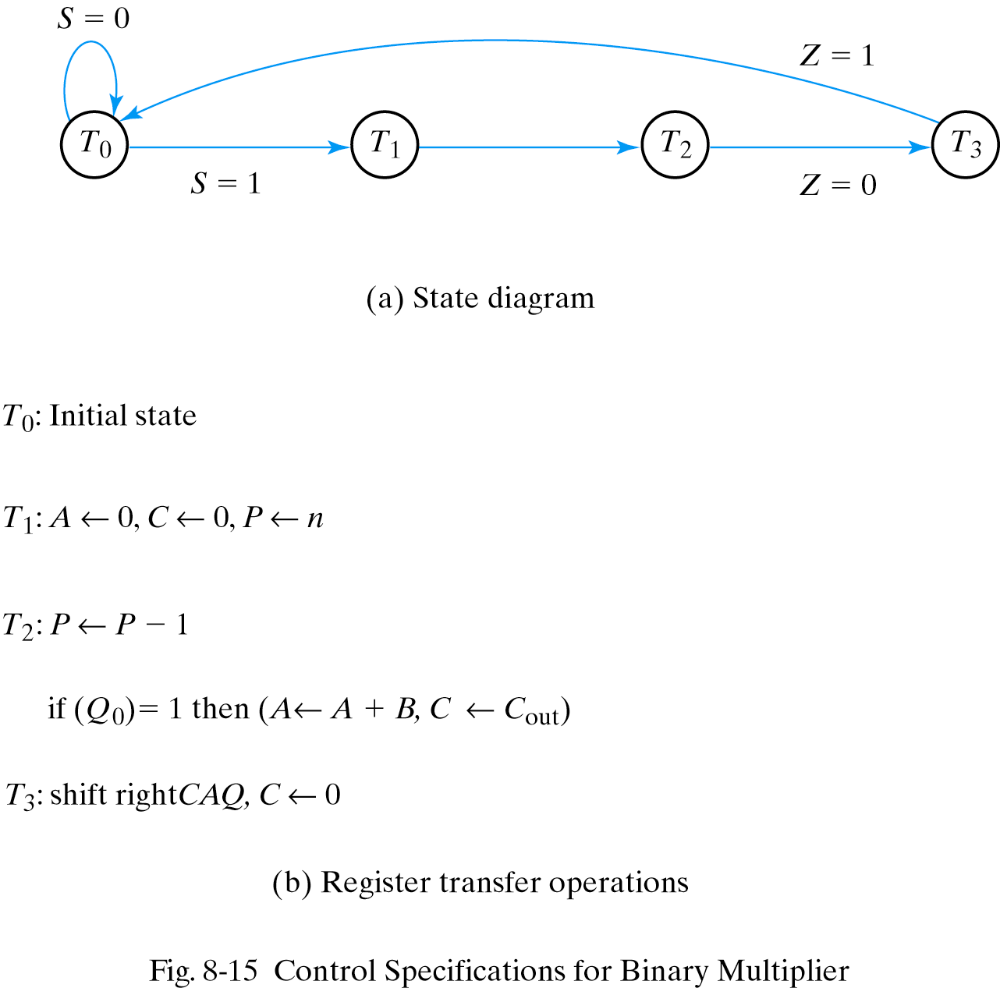 S = 0
Z = 1
T0 T1 T2 T3
S = 1 Z = 0
(a) State diagram
T0: Initial state
T1: A ← 0, C ← 0, P ← n
T2: P ← P − 1
if (Q0)= 1 then (A← A + B, C ← Cout)
T3: shift rightCAQ, C ← 0
(b) Register transfer operations
Fig. 8-15 Control Specifications for Binary Multiplier